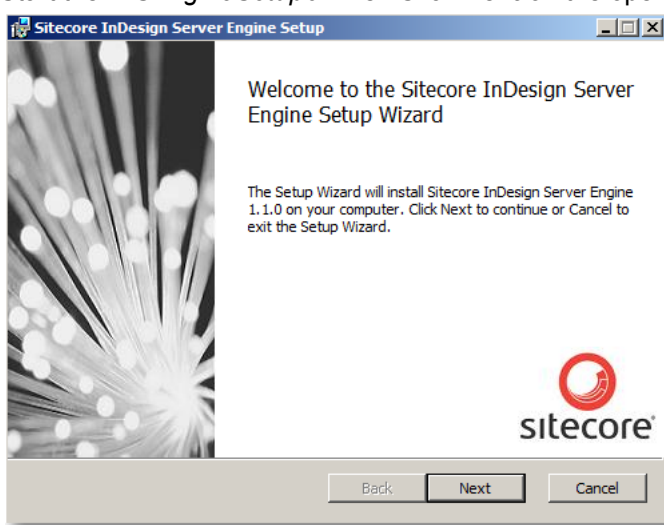 Sitecore InDesign Server Engine Setup
Welcome to the Sitecore InDesign Server
Engine Setup Wizard
The Setup Wizard will install Sitecore InDesign Server Engine
1.1.0 on your computer. Click Next to continue or Cancel to
exit the Setup Wizard.
sitecore
Back Next Cancel